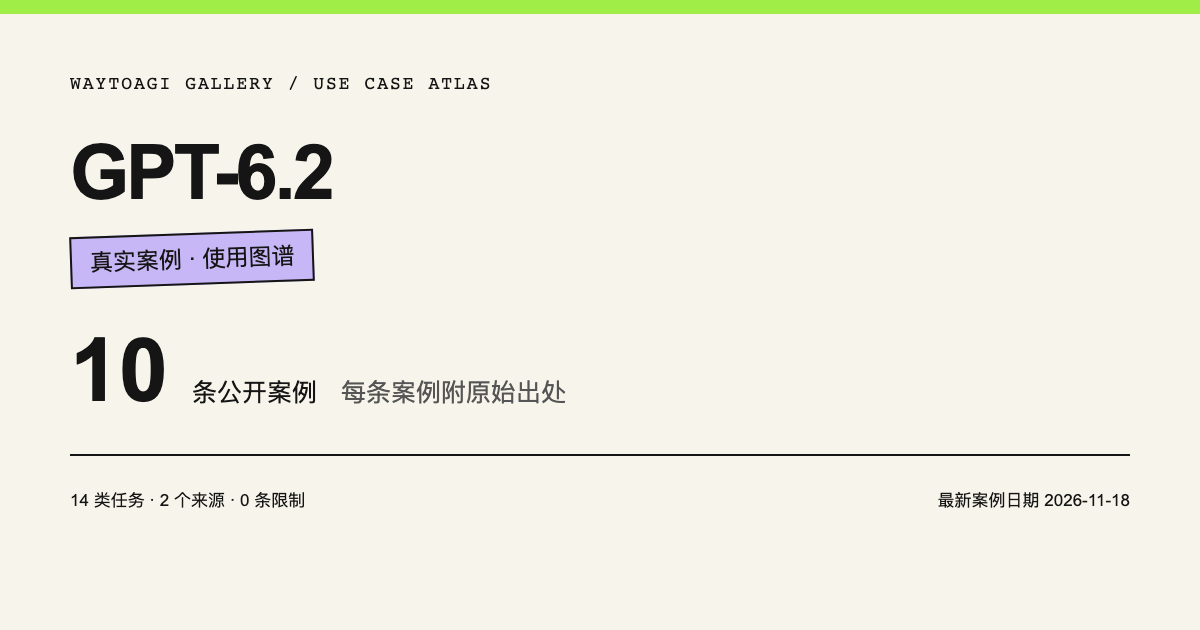 WAYTOAGI GALLERY / USE CASE ATLAS
GPT-6.2
真实案例 · 使用图谱
10 条公开案例 每条案例附原始出处
14 类任务 · 2 个来源 · 0 条限制
最新案例日期 2026-11-18